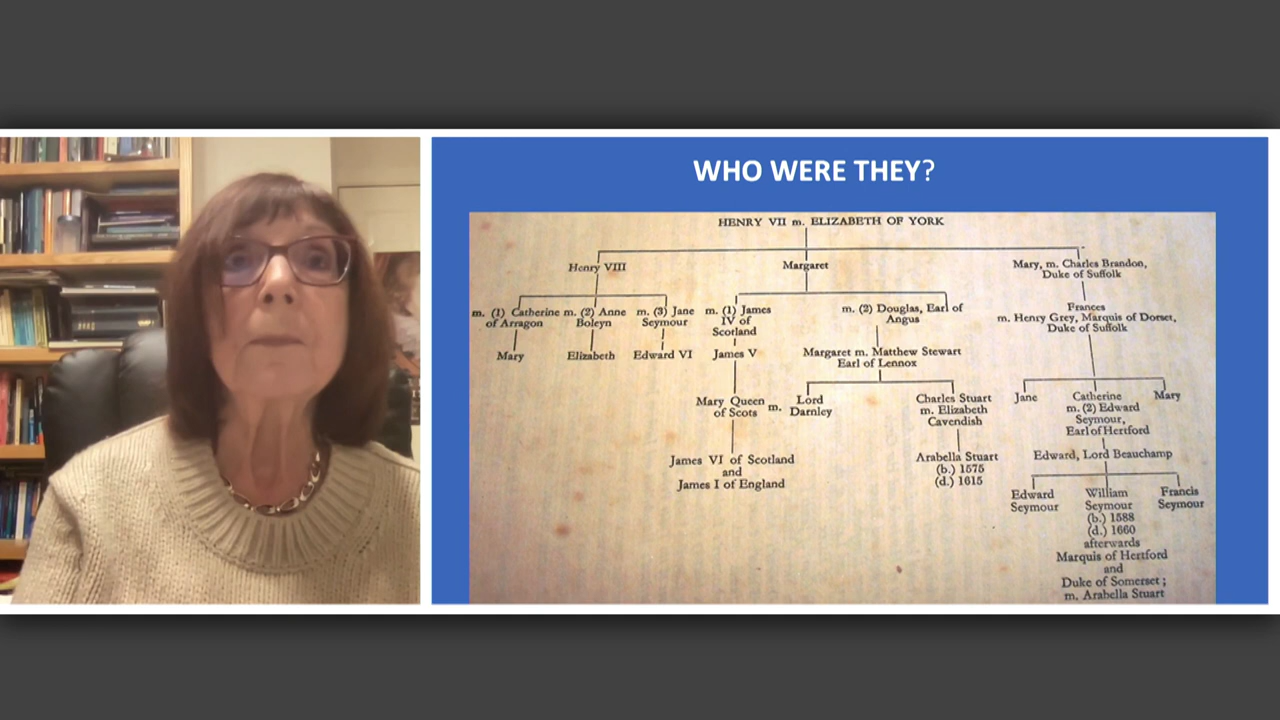 WHO WERE THEY?
HENRY VII m. ELIZABETH OF YORK
Henry VIII
Margaret
Mary, m. Charles Brandon,
Duke of Suffolk
m. (1) Catherine
of Arragon
m. (2) Anne
Boleyn
m. (3) Jane
Seymour
m. (1) James
IV of
Scorland
m. (2) Douglas, Earl of
Angus
Frances
m. Henry Grey, Marquis of Dorset,
Duke of Suffolk
Mary
Elizabeth
Edward VI
James V
Margaret m. Matthew Stewart
Earl of Lennox
Mary Queen
of Scots
m.
Lord
Darnley
Charles Stuart
m. Elizabeth
Cavendish
Jane
Catherine
m. (2) Edward
Seymour,
Earl of Hertford
Mary
James VI of Scotland
and
James I of England
Arabella Stuart
(b.) 1575
(d.) 1615
Edward, Lord Beauchamp
Edward
Seymour
William
Seymour
(b.) 1588
(d.) 1660
afterwards
Marquis of Hertford
and
Duke of Somerset ;
m. Arabella Stuart
Francis
Seymour